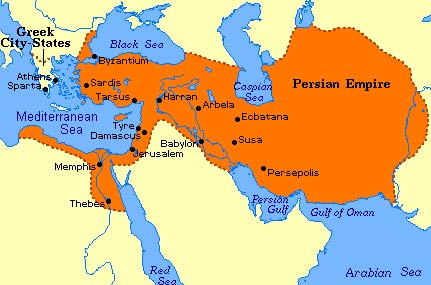 Greek
City-States
Black Sea
Byzantium
Athens
Sparta
Sardis
Tarsus
Harran
Caspian
Sea
Persian Empire
Arbela
Ecbatana
Mediterranean
Sea
Tyre
Damascus
Babylon
Susa
Jerusalem
Memphis
Persepolis
Thebes
Persian
Gulf
Gulf of Oman
Red
Sea
Arabian Sea